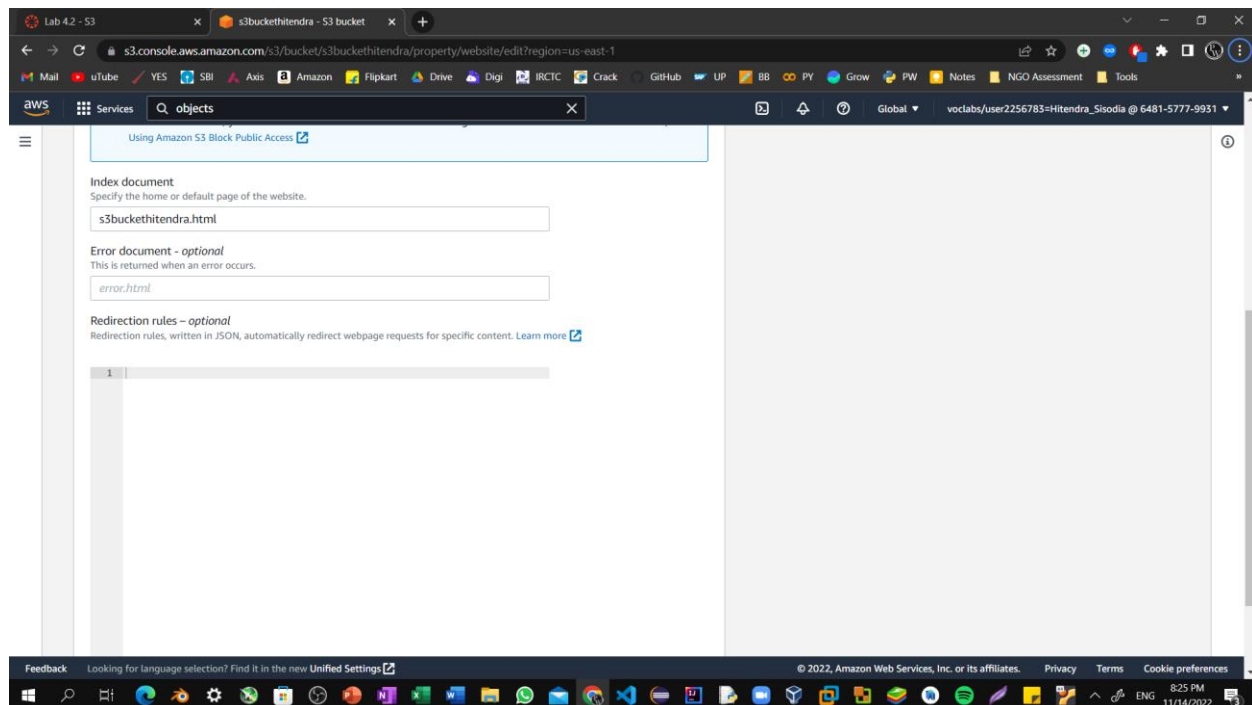 Lab 4.2 - S3
s3buckethitendra - S3 bucket
s3.console.aws.amazon.com/s3/bucket/s3buckethitendra/property/website/edit?region=us-east-1
Mail uTube YES SBI Axis Amazon Flipkart Drive Digi IRCTC Crack GitHub UP BB PY Grow PW Notes NGO Assessment Tools »
aws Services objects Global voclabs/user2256783=Hitendra_Sisodia @ 6481-5777-9931
Using Amazon S3 Block Public Access
Index document
Specify the home or default page of the website.
s3buckethitendra.html
Error document - optional
This is returned when an error occurs.
error.html
Redirection rules – optional
Redirection rules, written in JSON, automatically redirect webpage requests for specific content. Learn more
1
Feedback Looking for language selection? Find it in the new Unified Settings © 2022, Amazon Web Services, Inc. or its affiliates. Privacy Terms Cookie preferences
ENG 8:25 PM
11/14/2022